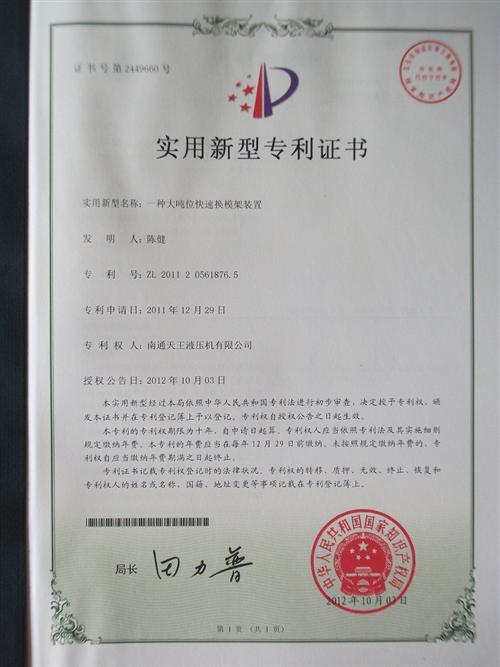 证书号第2449660号
实用新型专利证书
实用新型名称：一种大吨位快速换模架装置
发明人：陈健
专利号：ZL 2011 2 0561876.5
专利申请日：2011年12月29日
专利权人：南通天王液压机有限公司
授权公告日：2012年10月03日
本实用新型经过本局依照中华人民共和国专利法进行初步审查，决定授予专利权，颁
发本证书并在专利登记簿上予以登记。专利权自授权公告之日起生效。
本专利的专利权期限为十年，自申请日起算。专利权人应当依照专利法及其实施细则
规定缴纳年费。本专利的年费应当在每年12月29日前缴纳。未按照规定缴纳年费的，专利
权自应当缴纳年费期满之日起终止。
专利证书记载专利权登记时的法律状况。专利权的转移、质押、无效、终止、恢复和
专利权人的姓名或名称、国籍、地址变更等事项记载在专利登记簿上。
局长 田力普
中华人民共和国国家知识产权局
2012年10月03日
第1页（共1页）